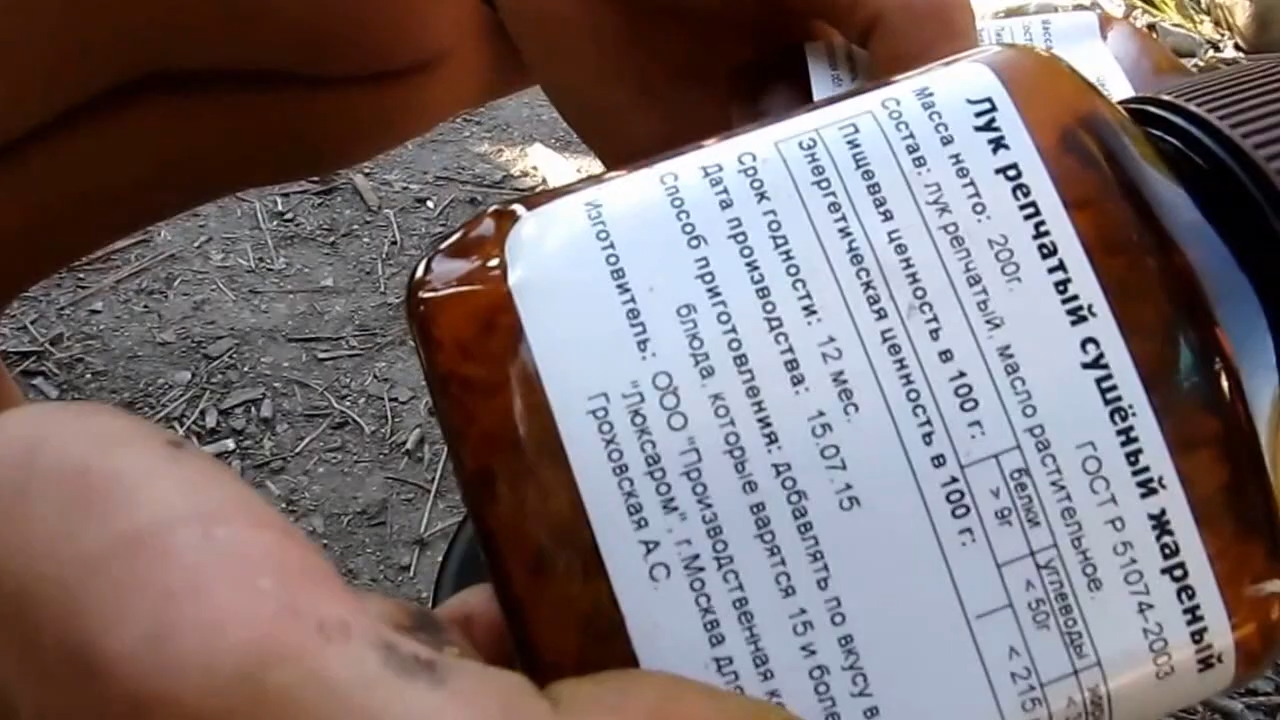 Лук репчатый сушёный жареный
ГОСТ Р 51074-2003
Масса нетто: 200г.
Состав: лук репчатый, масло растительное.
Пищевая ценность в 100 г: белки углеводы
> 9г < 50г
Энергетическая ценность в 100 г: < 215
Срок годности: 12 мес.
Дата производства: 15.07.15
Способ приготовления: добавлять по вкусу в
блюда, которые варятся 15 и
Изготовитель: ООО "Производственная
"Люксаром", г.Москва для
Гроховская А.С.